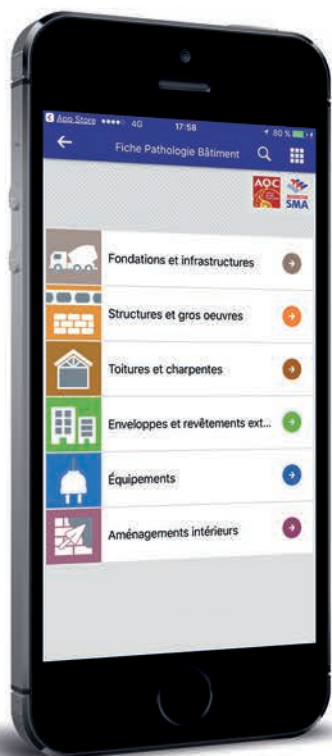 App Store 4G 17:58 80 %
Fiche Pathologie Bâtiment
AQC
SMA
Fondations et infrastructures
Structures et gros oeuvres
Toitures et charpentes
Enveloppes et revêtements ext...
Équipements
Aménagements intérieurs